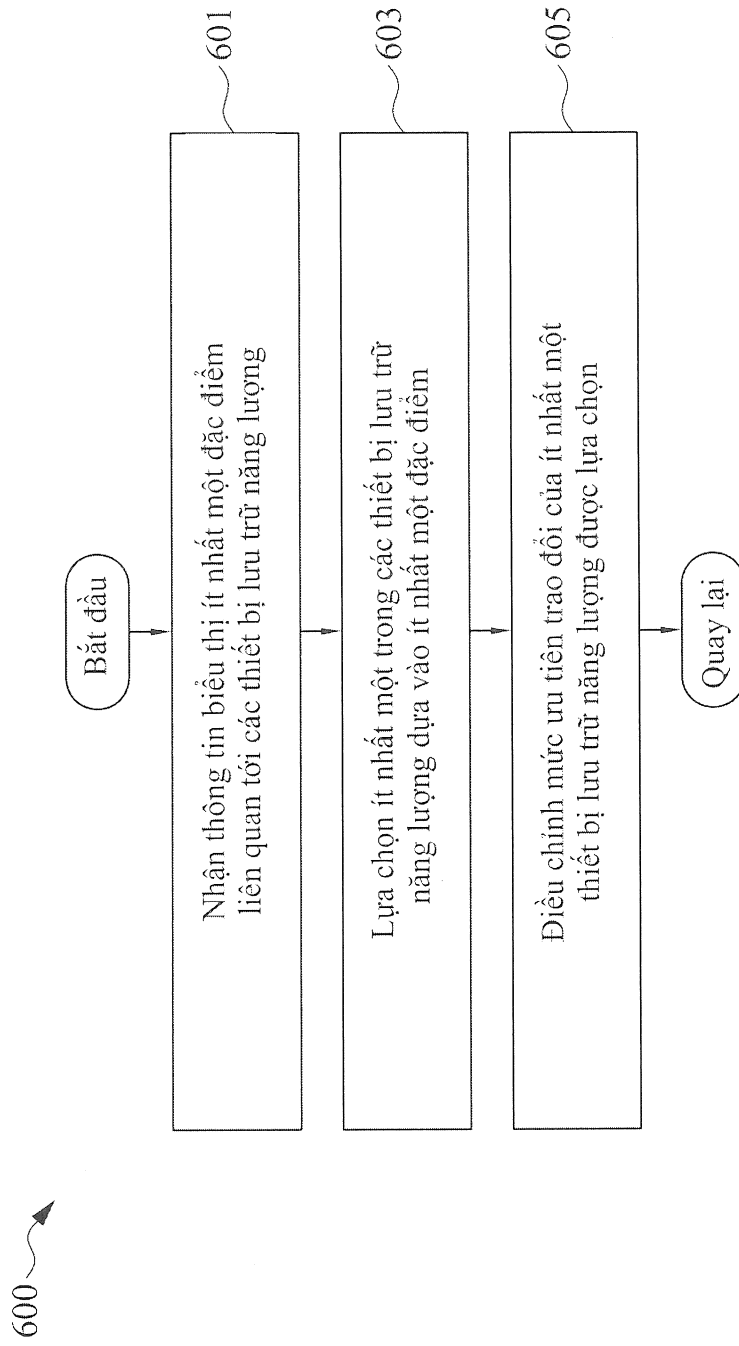 600
Bắt đầu
Nhận thông tin biểu thị ít nhất một đặc điểm
liên quan tới các thiết bị lưu trữ năng lượng
601
Lựa chọn ít nhất một trong các thiết bị lưu trữ
năng lượng dựa vào ít nhất một đặc điểm
603
Điều chỉnh mức ưu tiên trao đổi của ít nhất một
thiết bị lưu trữ năng lượng được lựa chọn
605
Quay lại